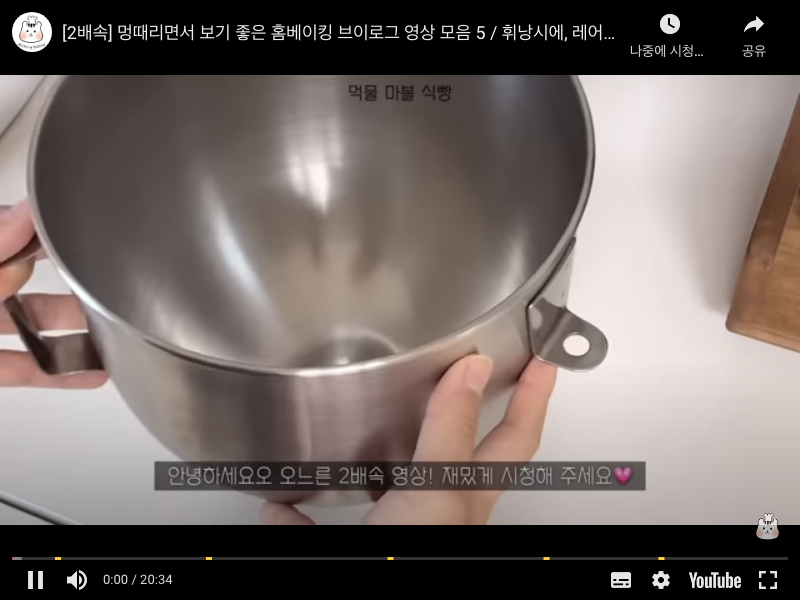 [2배속] 멍때리면서 보기 좋은 홈베이킹 브이로그 영상 모음 5 / 휘낭시에, 레어...
나중에 시청...
공유
먹물 마블 식빵
안녕하세요오 오느른 2배속 영상! 재밌게 시청해 주세요💗
0:00 / 20:34
YouTube